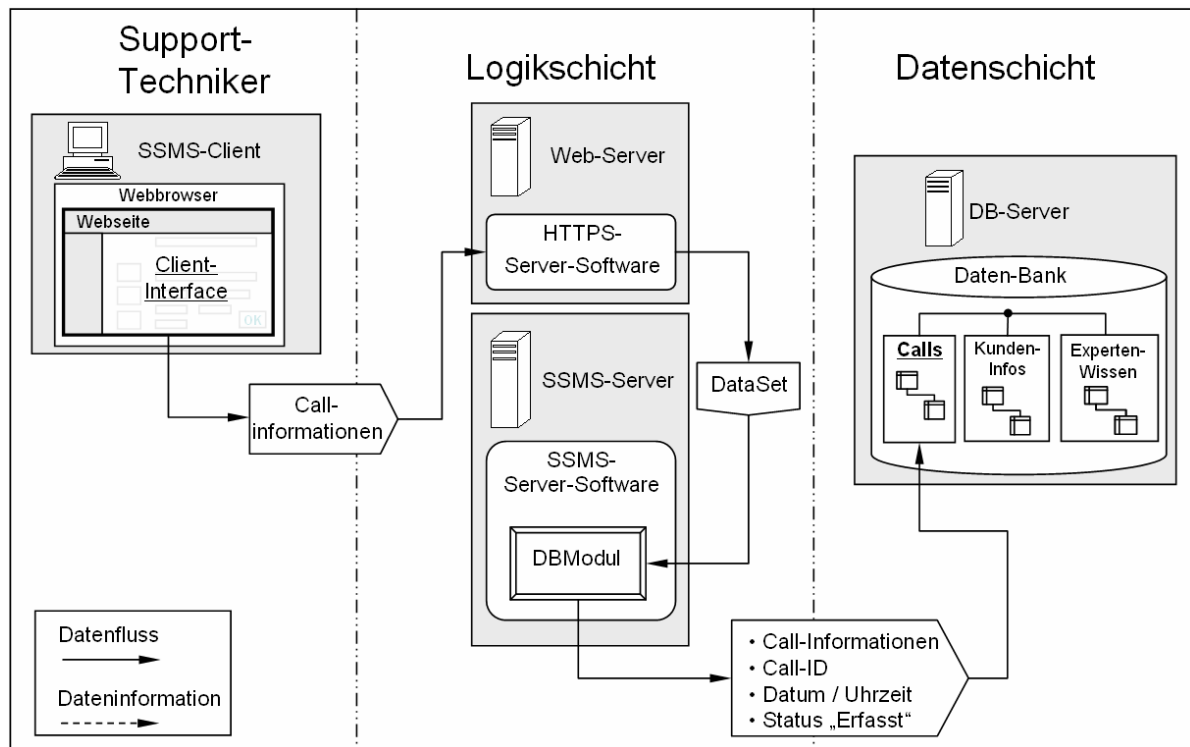 Support-
Techniker
Logikschicht
Datenschicht
SSMS-Client
Webbrowser
Webseite
Client-
Interface
OK
Call-
informationen
Web-Server
HTTPS-
Server-Software
SSMS-Server
DataSet
SSMS-
Server-Software
DBModul
DB-Server
Daten-Bank
Calls
Kunden-
Infos
Experten-
Wissen
Datenfluss
Dateninformation
• Call-Informationen
• Call-ID
• Datum / Uhrzeit
• Status „Erfasst“